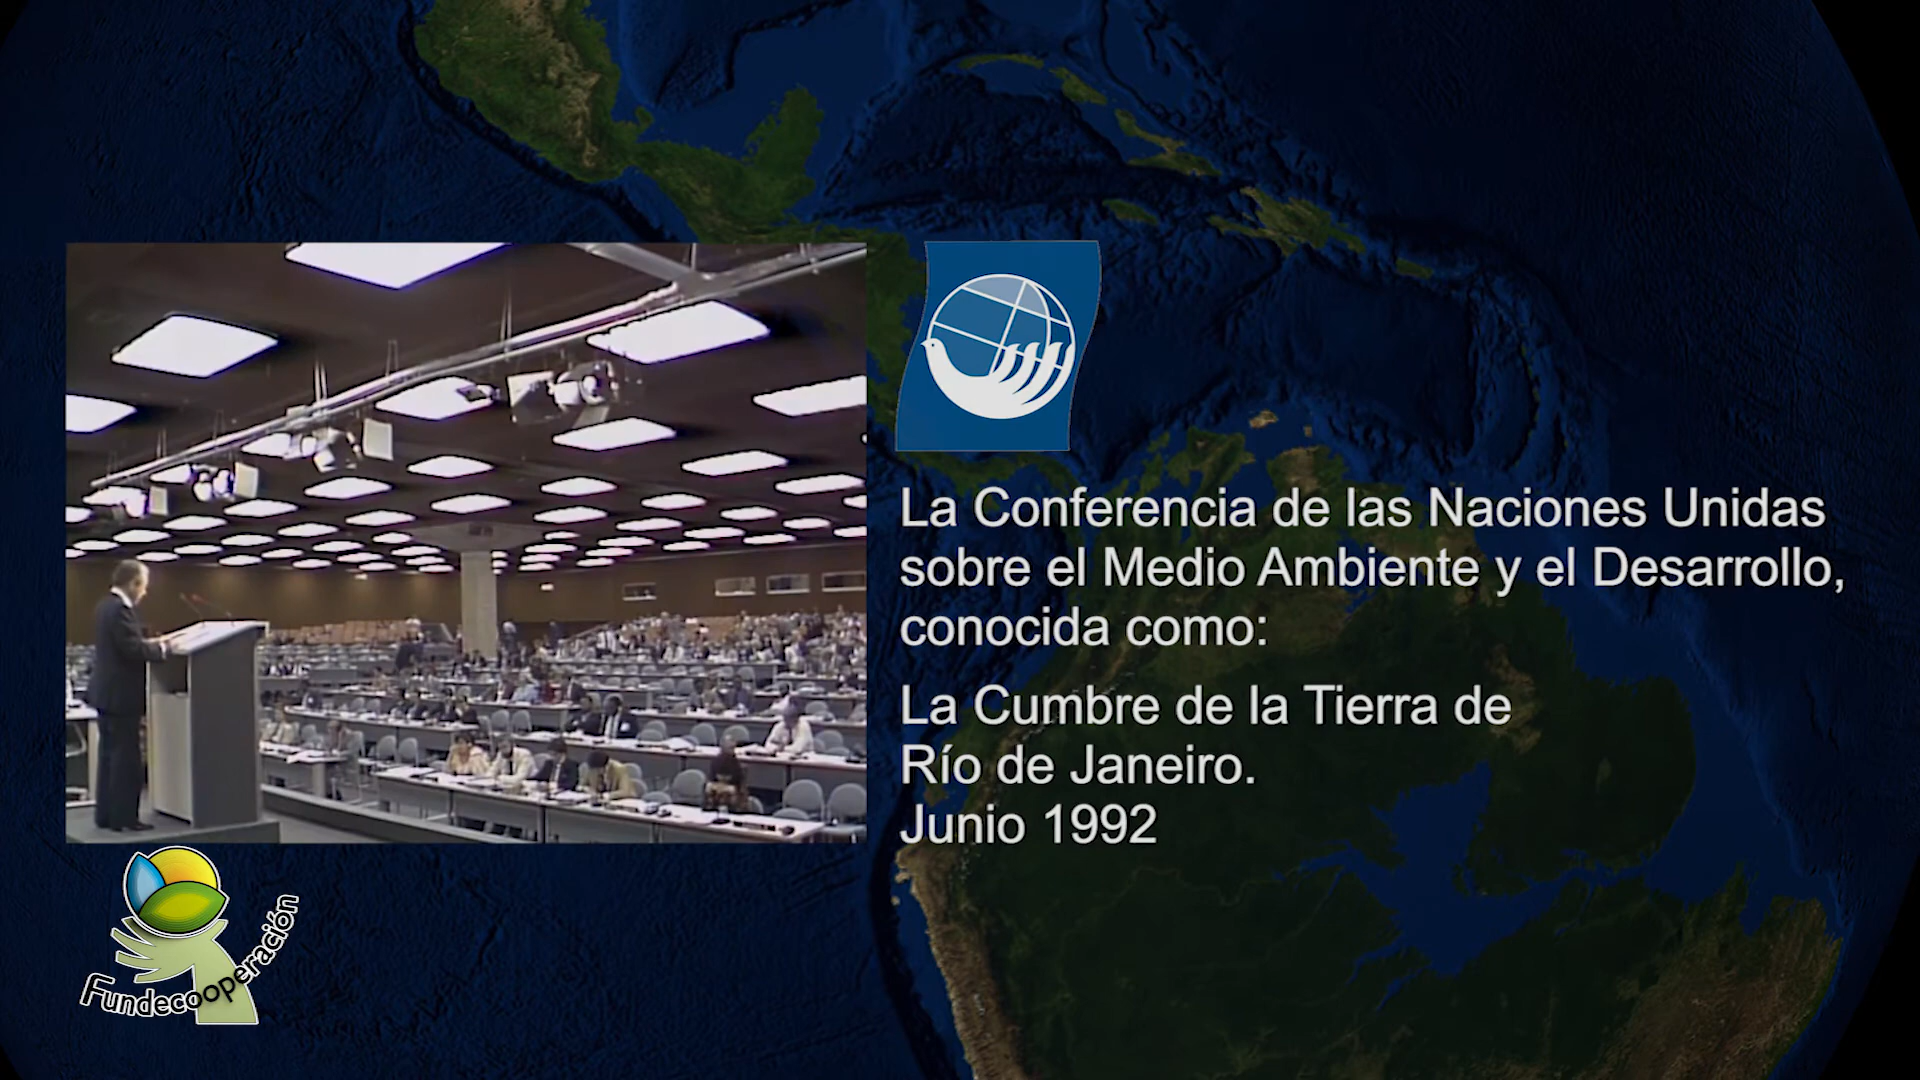 La Conferencia de las Naciones Unidas
sobre el Medio Ambiente y el Desarrollo,
conocida como:
La Cumbre de la Tierra de
Río de Janeiro.
Junio 1992
Fundecooperación